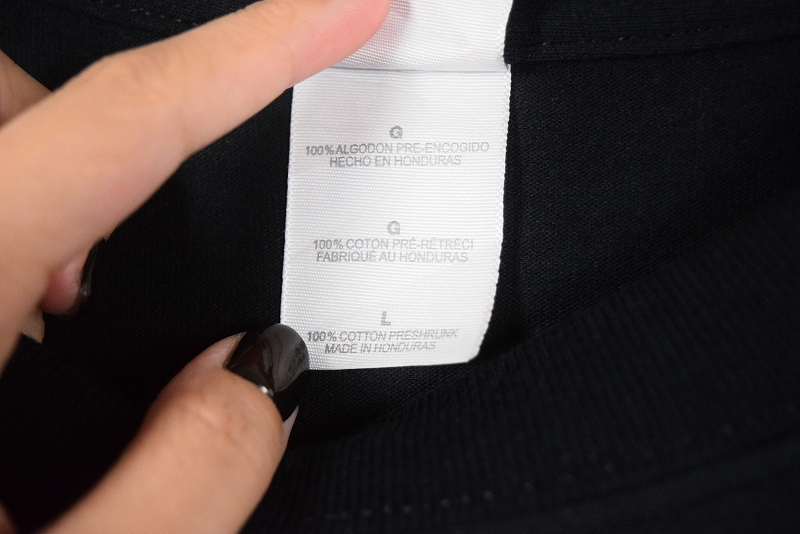 G
100% ALGODON PRE-ENCOGIDO
HECHO EN HONDURAS
G
100% COTON PRÉ-RÉTRÉCI
FABRIQUÉ AU HONDURAS
L
100% COTTON PRESHRUNK
MADE IN HONDURAS